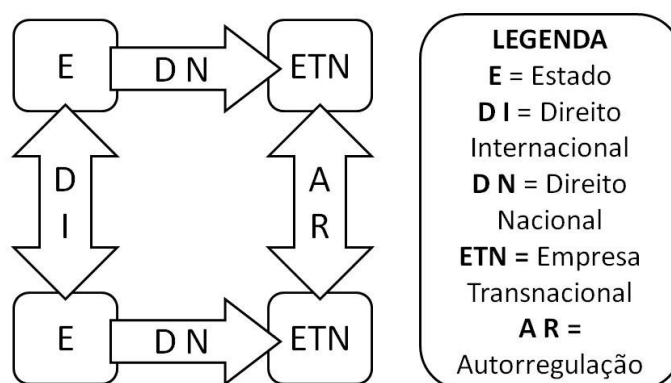 E
D N
ETN
D
I
A
R
E
D N
ETN
LEGENDA
E = Estado
D I = Direito
Internacional
D N = Direito
Nacional
ETN = Empresa
Transnacional
A R =
Autorregulação